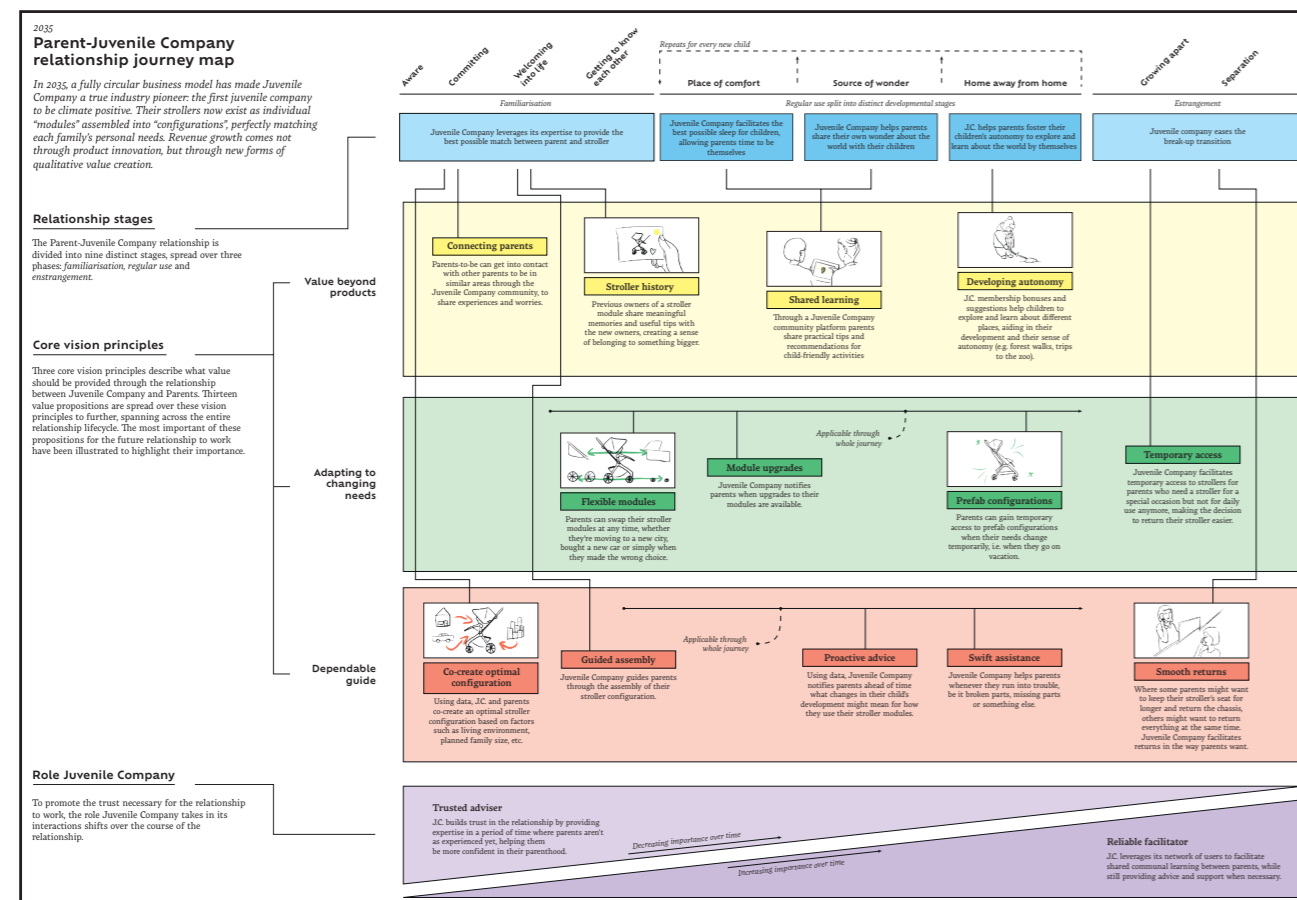 2035
Parent-Juvenile Company
relationship journey map
In 2035, a fully circular business model has made Juvenile
Company a true industry pioneer: the first juvenile company
to be climate positive. Their strollers now exist as individual
“modules” assembled into “configurations”, perfectly matching
each family’s personal needs. Revenue growth comes not
through product innovation, but through new forms of
qualitative value creation.
Aware
Committing
Welcoming
into life
Getting to know
each other
Repeats for every new child
Place of comfort
Source of wonder
Home away from home
Growing apart
Separation
Familiarisation
Regular use split into distinct developmental stages
Estrangement
Juvenile Company leverages its expertise to provide the
best possible match between parent and stroller
Juvenile Company facilitates the
best possible sleep for children,
allowing parents time to be
themselves
Juvenile Company helps parents
share their own wonder about the
world with their children
J.C. helps parents foster their
children’s autonomy to explore and
learn about the world by themselves
Juvenile company eases the
break-up transition
Relationship stages
The Parent-Juvenile Company relationship is
divided into nine distinct stages, spread over three
phases: familiarisation, regular use and
enstrangement.
Core vision principles
Three core vision principles describe what value
should be provided through the relationship
between Juvenile Company and Parents. Thirteen
value propositions are spread over these vision
principles to further, spanning across the entire
relationship lifecycle. The most important of these
propositions for the future relationship to work
have been illustrated to highlight their importance.
Value beyond
products
Connecting parents
Parents-to-be can get into contact
with other parents to be in
similar areas through the
Juvenile Company community, to
share experiences and worries.
Stroller history
Previous owners of a stroller
module share meaningful
memories and useful tips with
the new owners, creating a sense
of belonging to something bigger.
Shared learning
Through a Juvenile Company
community platform parents
share practical tips and
recommendations for
child-friendly activities
Developing autonomy
J.C. membership bonuses and
suggestions help children to
explore and learn about different
places, aiding in their
development and their sense of
autonomy (e.g. forest walks, trips
to the zoo).
Adapting to
changing
needs
Applicable through
whole journey
Flexible modules
Parents can swap their stroller
modules at any time, whether
they’re moving to a new city,
bought a new car or simply when
they made the wrong choice.
Module upgrades
Juvenile Company notifies
parents when upgrades to their
modules are available.
Prefab configurations
Parents can gain temporary
access to prefab configurations
when their needs change
temporarily, i.e. when they go on
vacation.
Temporary access
Juvenile Company facilitates
temporary access to strollers for
parents who need a stroller for a
special occasion but not for daily
use anymore, making the decision
to return their stroller easier.
Dependable
guide
Applicable through
whole journey
Co-create optimal
configuration
Using data, J.C. and parents
co-create an optimal stroller
configuration based on factors
such as living environment,
planned family size, etc.
Guided assembly
Juvenile Company guides parents
through the assembly of their
stroller configuration.
Proactive advice
Using data, Juvenile Company
notifies parents ahead of time
what changes in their child’s
development might mean for how
they use their stroller modules.
Swift assistance
Juvenile Company helps parents
whenever they run into trouble,
be it broken parts, missing parts
or something else.
Smooth returns
Where some parents might want
to keep their stroller’s seat for
longer and return the chassis,
others might want to return
everything at the same time.
Juvenile Company facilitates
returns in the way parents want.
Role Juvenile Company
To promote the trust necessary for the relationship
to work, the role Juvenile Company takes in its
interactions shifts over the course of the
relationship.
Trusted adviser
J.C. builds trust in the relationship by providing
expertise in a period of time where parents aren’t
as experienced yet, helping them
be more confident in their parenthood.
Decreasing importance over time
Increasing importance over time
Reliable facilitator
J.C. leverages its network of users to facilitate
shared communal learning between parents, while
still providing advice and support when necessary.